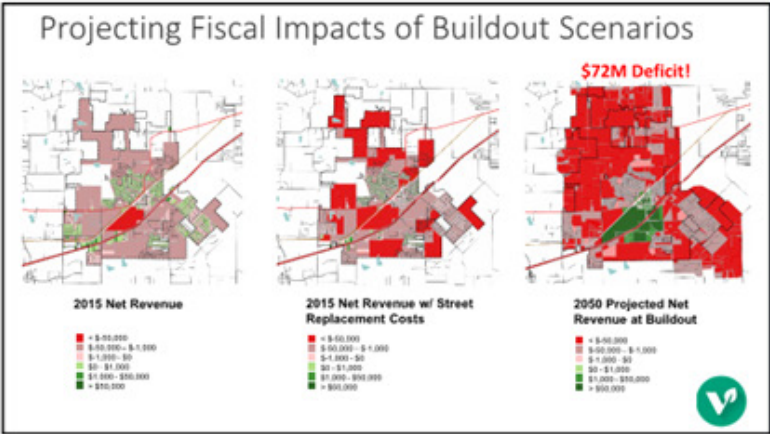 Projecting Fiscal Impacts of Buildout Scenarios
$72M Deficit!
2015 Net Revenue
< $-50,000
$-50,000 - $-1,000
$-1,000 - $0
$0 - $1,000
$1,000 - $50,000
> $50,000
2015 Net Revenue w/ Street
Replacement Costs
< $-50,000
$-50,000 - $-1,000
$-1,000 - $0
$0 - $1,000
$1,000 - $50,000
> $50,000
2050 Projected Net
Revenue at Buildout
< $-50,000
$-50,000 - $-1,000
$-1,000 - $0
$0 - $1,000
$1,000 - $50,000
> $50,000